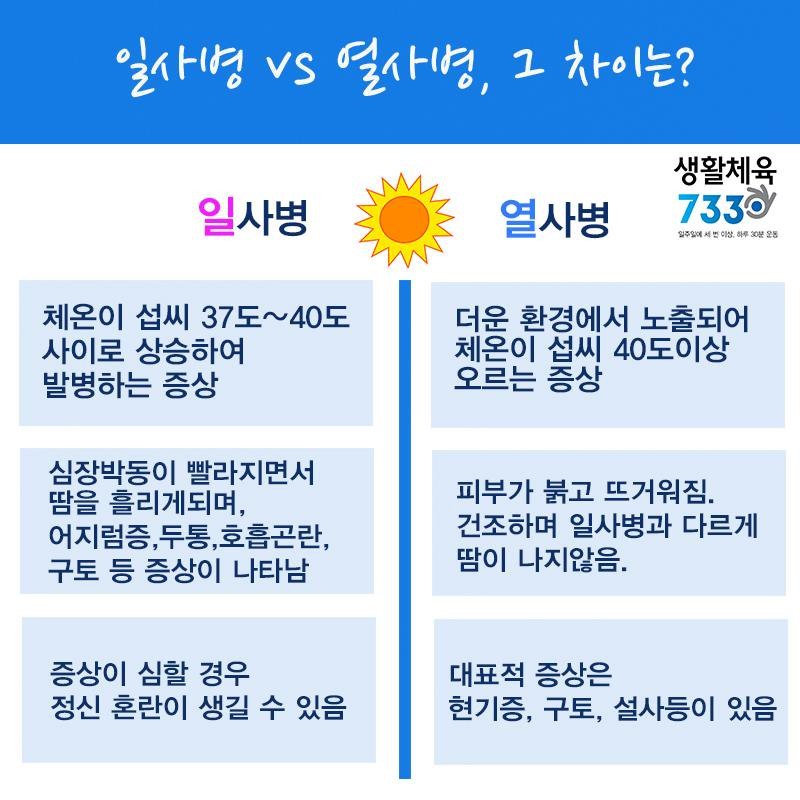 일사병 vs 열사병, 그 차이는?
생활체육
7330
일주일에 세 번 이상, 하루 30분 운동
일사병
열사병
체온이 섭씨 37도~40도
사이로 상승하여
발병하는 증상
더운 환경에서 노출되어
체온이 섭씨 40도이상
오르는 증상
심장박동이 빨라지면서
땀을 흘리게되며,
어지럼증,두통,호흡곤란,
구토 등 증상이 나타남
피부가 붉고 뜨거워짐.
건조하며 일사병과 다르게
땀이 나지않음.
증상이 심할 경우
정신 혼란이 생길 수 있음
대표적 증상은
현기증, 구토, 설사등이 있음